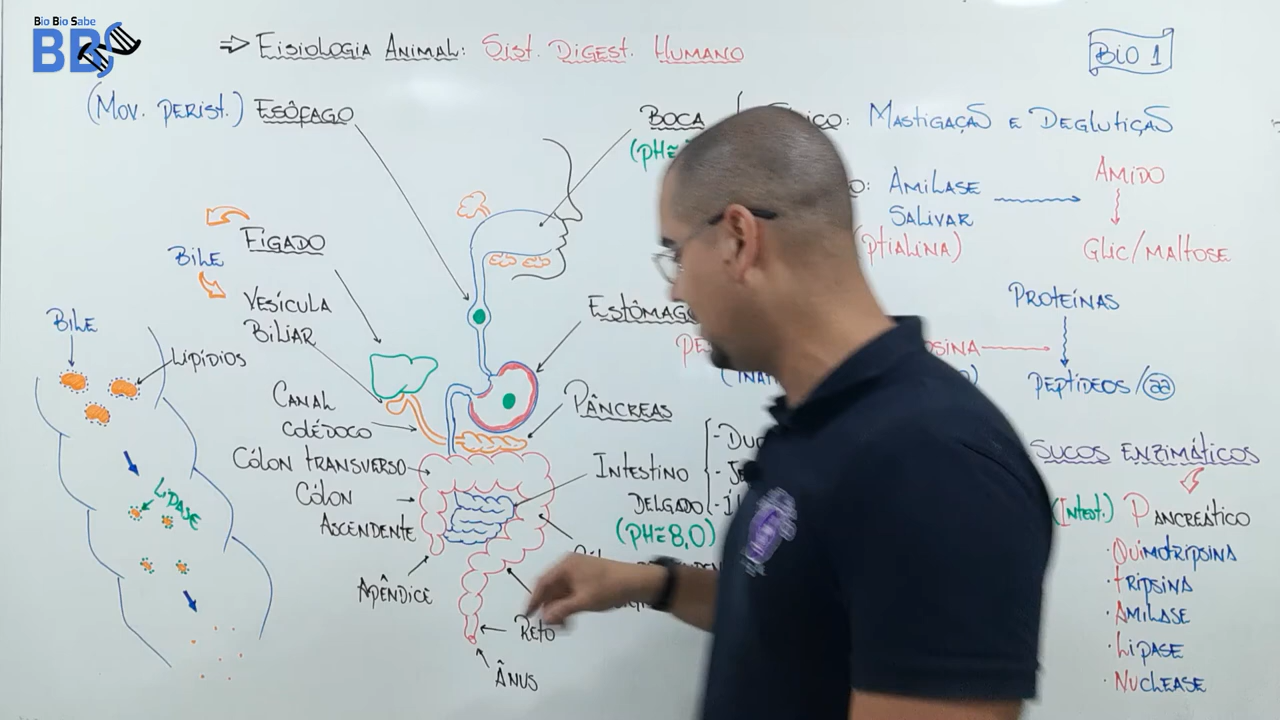 Bio Bio Sabe
BBS
⇒ Fisiologia Animal: Sist. Digest. Humano
BIO 1
(Mov. perist.) Esôfago
Boca
Mastigação e Deglutição
(pH≅
Amilase
Salivar
(ptialina)
Amido
Glic/Maltose
Fígado
Bile
Vesícula
Biliar
Bile
Lipídios
Lipase
Canal
Colédoco
Cólon transverso
Cólon
Ascendente
Apêndice
Estômago
Proteínas
Peptídeos/aa
Pâncreas
Intestino
Delgado
(pH≅8,0)
Reto
Ânus
Sucos Enzimáticos
(Intest.) Pancreático
·Quimotripsina
·Tripsina
·Amilase
·Lipase
·Nuclease